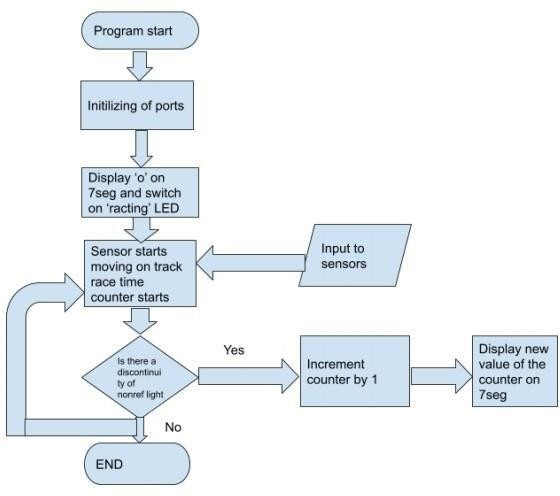 Program start
Initilizing of ports
Display ‘o’ on
7seg and switch
on ‘racting’ LED
Sensor starts
moving on track
race time
counter starts
Input to
sensors
Is there a
discontinui
ty of
nonref light
Yes
Increment
counter by 1
Display new
value of the
counter on
7seg
No
END